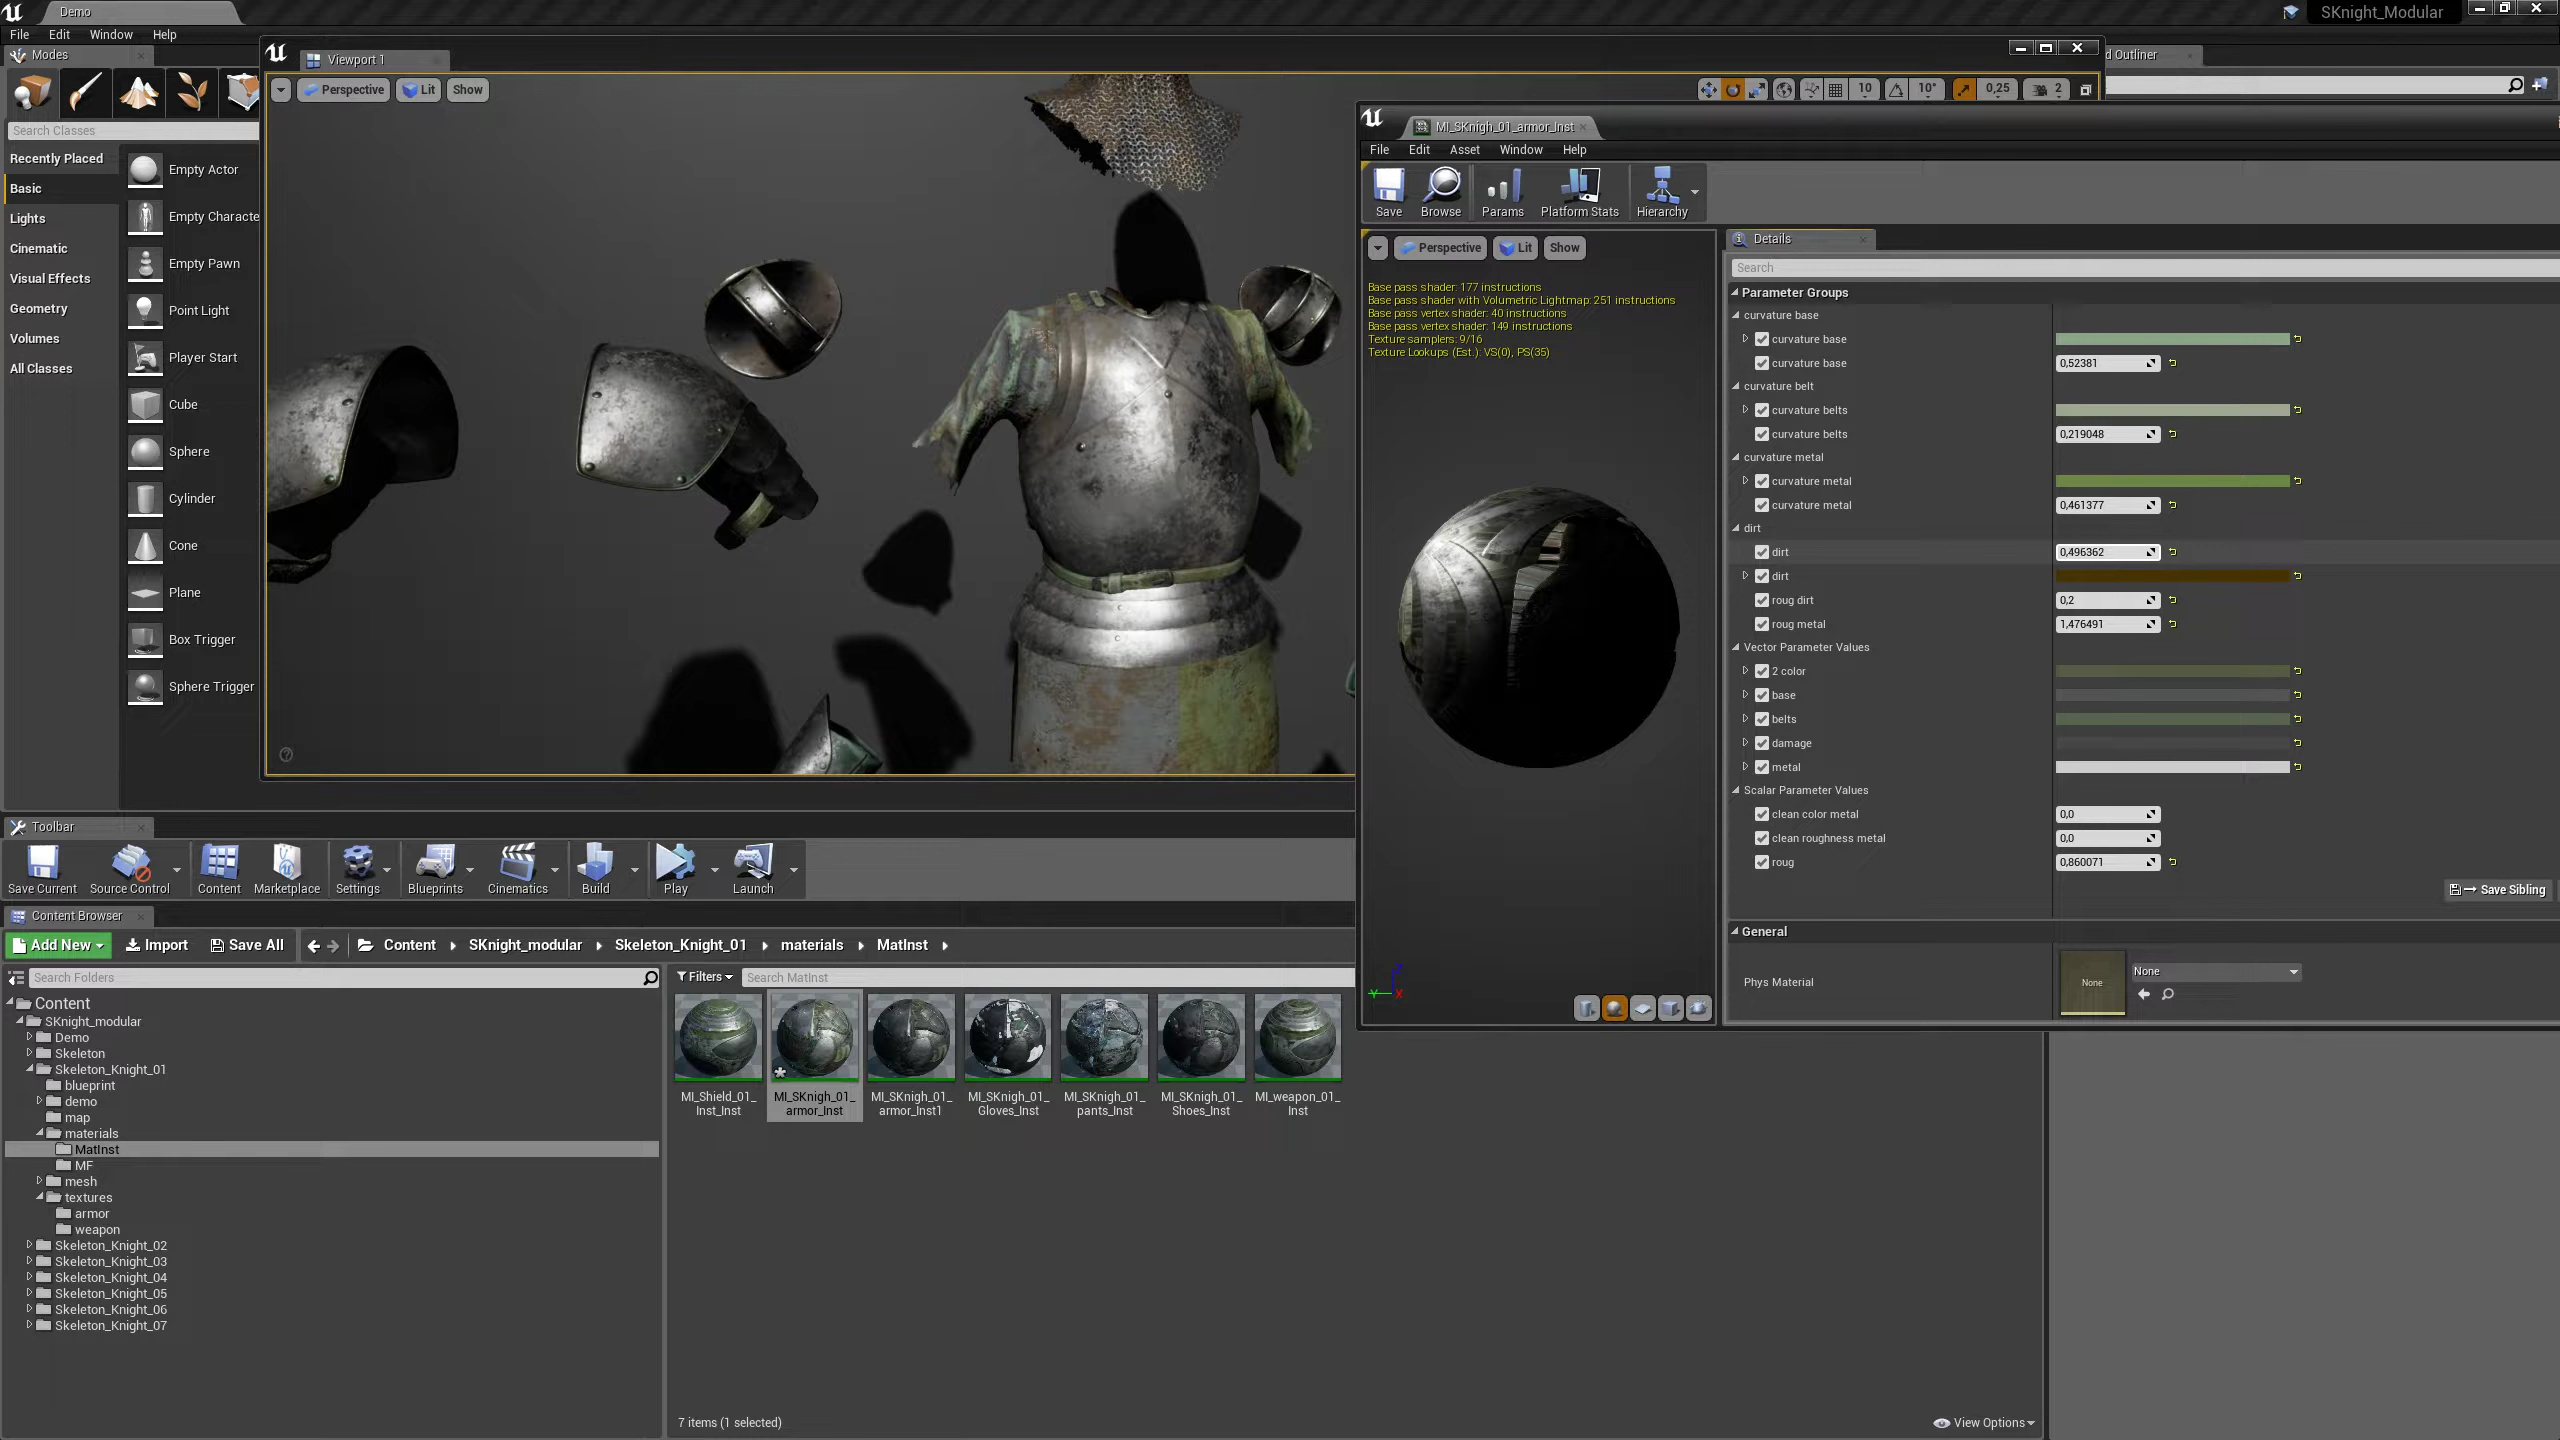 Demo
SKnight_Modular
File Edit Window Help
Modes
Search Classes
Recently Placed
Basic
Lights
Cinematic
Visual Effects
Geometry
Volumes
All Classes
Empty Actor
Empty Characte
Empty Pawn
Point Light
Player Start
Cube
Sphere
Cylinder
Cone
Plane
Box Trigger
Sphere Trigger
Viewport 1
Perspective Lit Show
10 10° 0,25 2
d Outliner
MI_SKnigh_01_armor_Inst
File Edit Asset Window Help
Save Browse Params Platform Stats Hierarchy
Perspective Lit Show
Base pass shader: 177 instructions
Base pass shader with Volumetric Lightmap: 251 instructions
Base pass vertex shader: 40 instructions
Base pass vertex shader: 149 instructions
Texture samplers: 9/16
Texture Lookups (Est.): VS(0), PS(35)
Y X
Details
Search
Parameter Groups
curvature base
curvature base
curvature base 0,52381
curvature belt
curvature belts
curvature belts 0,219048
curvature metal
curvature metal
curvature metal 0,461377
dirt
dirt 0,496362
dirt
roug dirt 0,2
roug metal 1,476491
Vector Parameter Values
2 color
base
belts
damage
metal
Scalar Parameter Values
clean color metal 0,0
clean roughness metal 0,0
roug 0,860071
Save Sibling
General
Phys Material None None
Toolbar
Save Current Source Control Content Marketplace Settings Blueprints Cinematics Build Play Launch
Content Browser
Add New Import Save All Content SKnight_modular Skeleton_Knight_01 materials MatInst
Search Folders
Filters Search MatInst
Content
SKnight_modular
Demo
Skeleton
Skeleton_Knight_01
blueprint
demo
map
materials
MatInst
MF
mesh
textures
armor
weapon
Skeleton_Knight_02
Skeleton_Knight_03
Skeleton_Knight_04
Skeleton_Knight_05
Skeleton_Knight_06
Skeleton_Knight_07
MI_Shield_01_
Inst_Inst
MI_SKnigh_01_
armor_Inst
MI_SKnigh_01_
armor_Inst1
MI_SKnigh_01_
Gloves_Inst
MI_SKnigh_01_
pants_Inst
MI_SKnigh_01_
Shoes_Inst
MI_weapon_01_
Inst
7 items (1 selected)
View Options